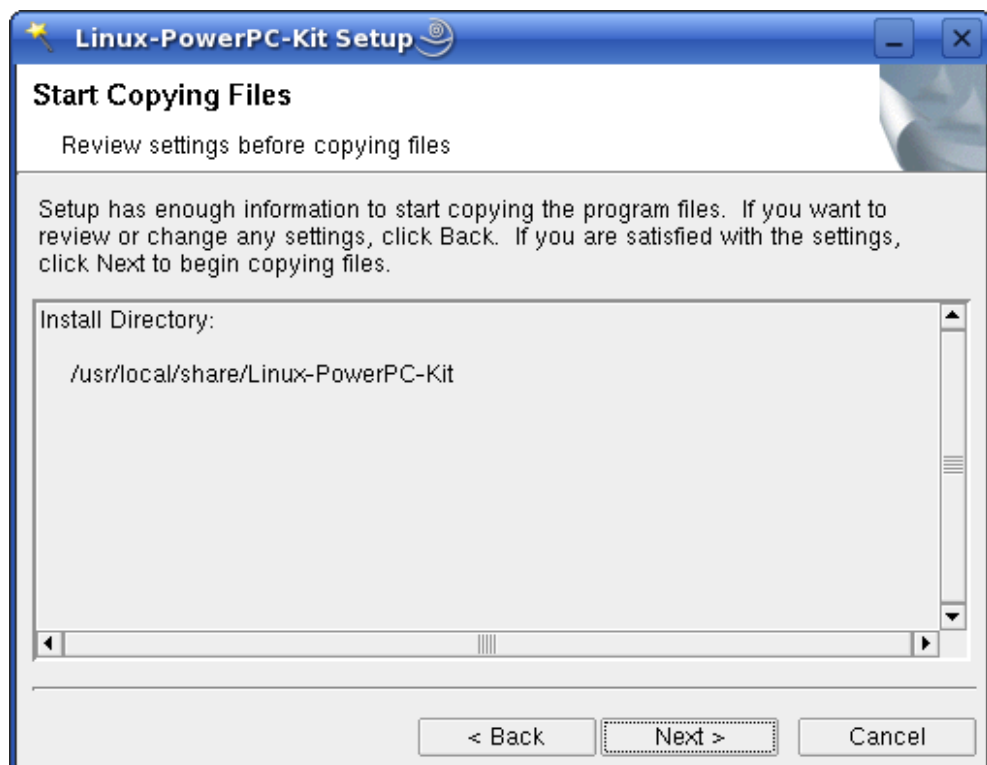 Linux-PowerPC-Kit Setup
Start Copying Files
Review settings before copying files
Setup has enough information to start copying the program files.  If you want to
review or change any settings, click Back.  If you are satisfied with the settings,
click Next to begin copying files.
Install Directory:
/usr/local/share/Linux-PowerPC-Kit
< Back
Next >
Cancel